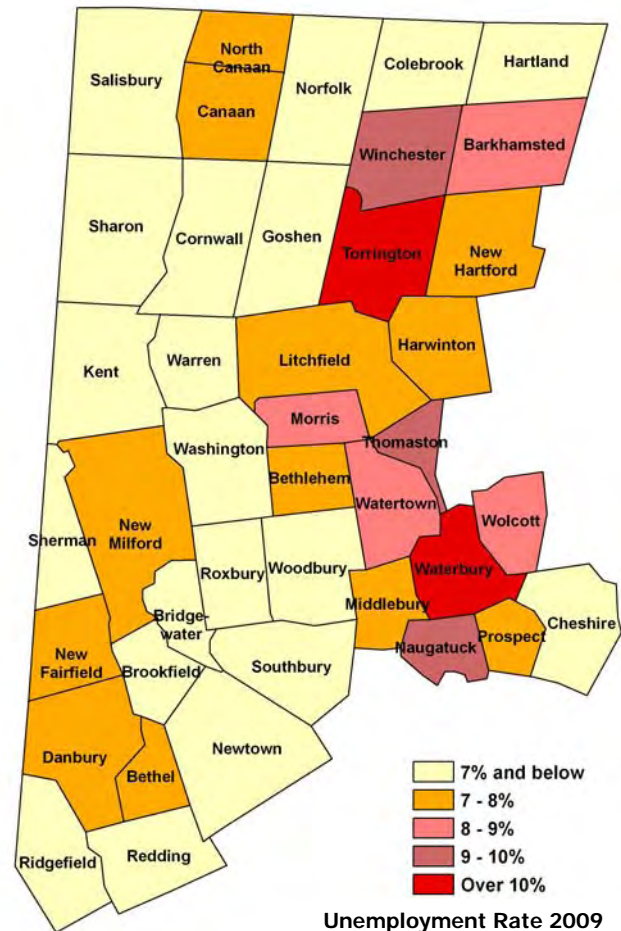 North
Canaan
Salisbury
Colebrook
Hartland
Norfolk
Canaan
Winchester
Barkhamsted
Sharon
Cornwall
Goshen
Torrington
New
Hartford
Kent
Warren
Litchfield
Harwinton
Morris
Washington
Thomaston
Bethlehem
Watertown
New
Milford
Wolcott
Sherman
Roxbury
Woodbury
Waterbury
Middlebury
Bridge-
water
Cheshire
Prospect
Naugatuck
New
Fairfield
Brookfield
Southbury
Danbury
Newtown
Bethel
Ridgefield
Redding
7% and below
7 - 8%
8 - 9%
9 - 10%
Over 10%
Unemployment Rate 2009